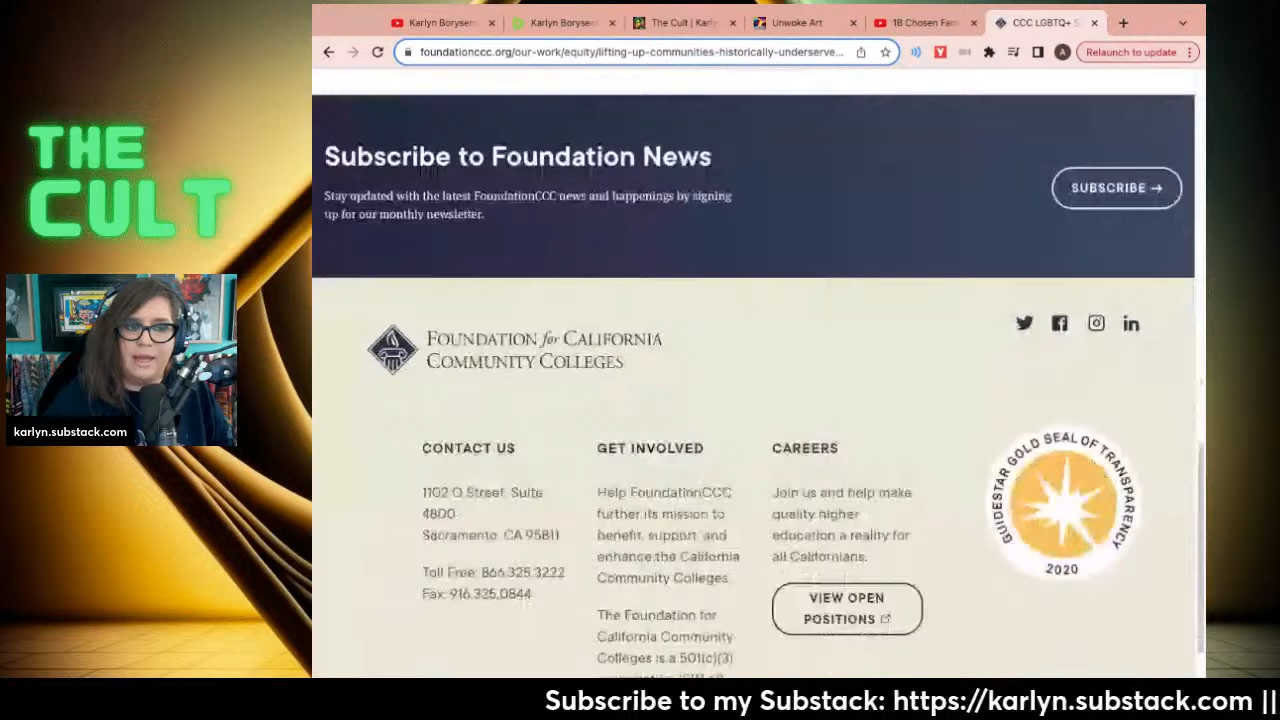 Karlyn Borysen
Karlyn Borysen
The Cult | Karly
Unwoke Art
1B Chosen Fam
CCC LGBTQ+ S
foundationccc.org/our-work/equity/lifting-up-communities-historically-underserve...
A
Relaunch to update
THE
CULT
Subscribe to Foundation News
Stay updated with the latest FoundationCCC news and happenings by signing
up for our monthly newsletter.
SUBSCRIBE →
karlyn.substack.com
FOUNDATION for CALIFORNIA
COMMUNITY COLLEGES
CONTACT US
1102 Q Street, Suite
4800
Sacramento, CA 95811
Toll Free: 866.325.3222
Fax: 916.325.0844
GET INVOLVED
Help FoundationCCC
further its mission to
benefit, support, and
enhance the California
Community Colleges.
The Foundation for
California Community
Colleges is a 501(c)(3)
CAREERS
Join us and help make
quality higher
education a reality for
all Californians.
VIEW OPEN
POSITIONS
GUIDESTAR GOLD SEAL OF TRANSPARENCY
2020
Subscribe to my Substack: https://karlyn.substack.com ||